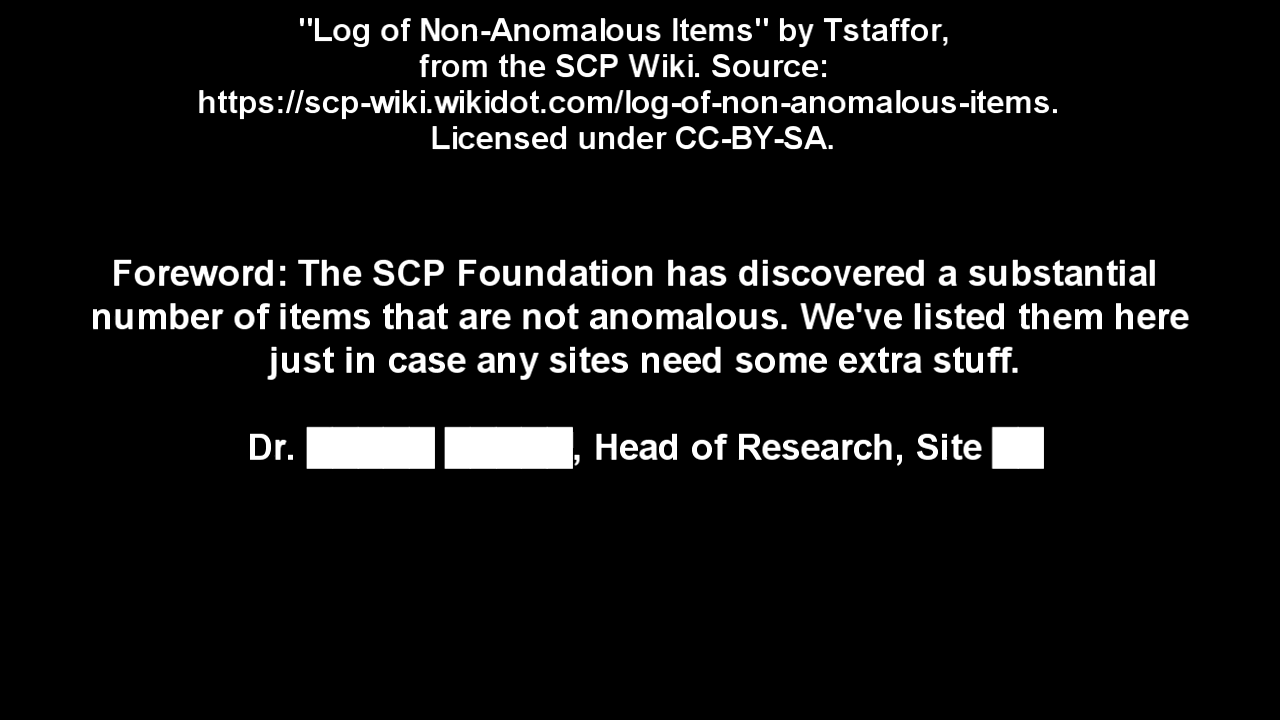 "Log of Non-Anomalous Items" by Tstaffor,
from the SCP Wiki. Source:
https://scp-wiki.wikidot.com/log-of-non-anomalous-items.
Licensed under CC-BY-SA.
Foreword: The SCP Foundation has discovered a substantial
number of items that are not anomalous. We've listed them here
just in case any sites need some extra stuff.
Dr. █████ █████, Head of Research, Site ██